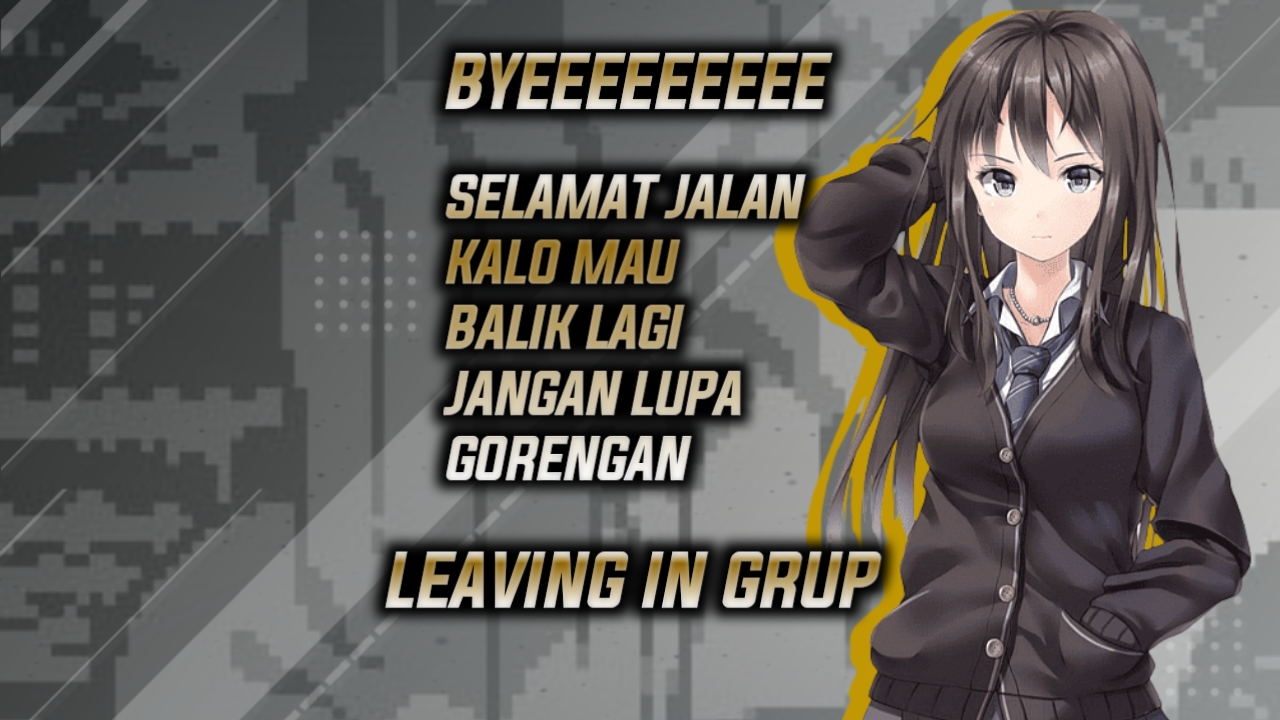 BYEEEEEEEEE
SELAMAT JALAN
KALO MAU
BALIK LAGI
JANGAN LUPA
GORENGAN
LEAVING IN GRUP